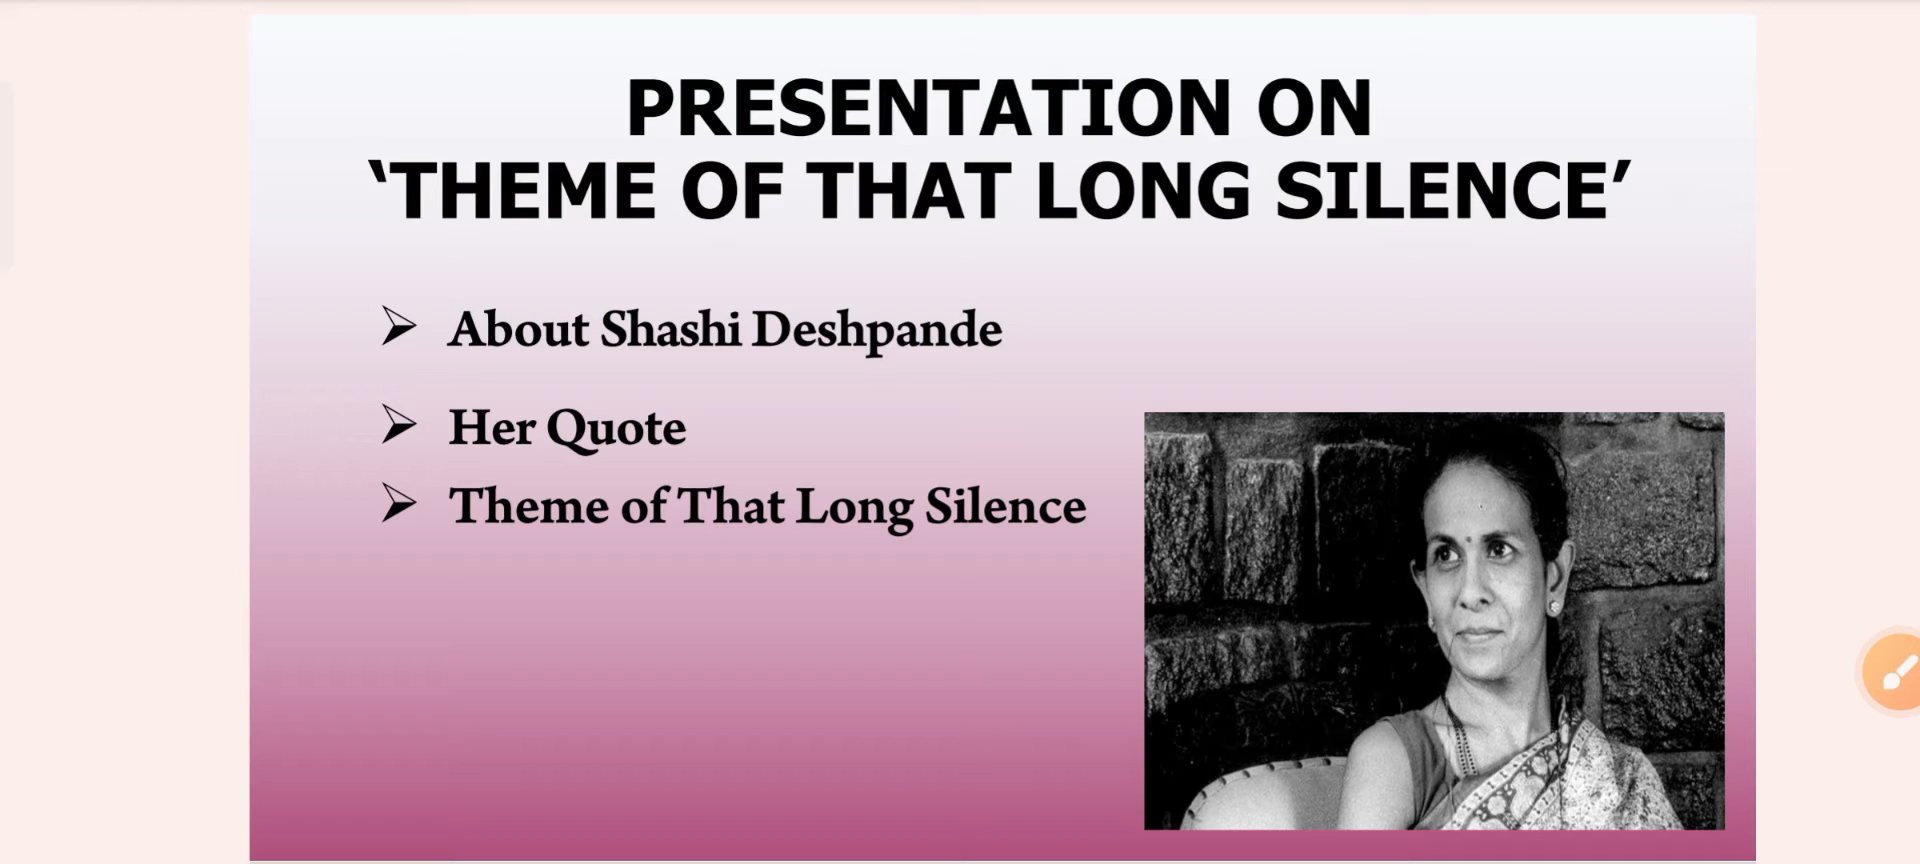 PRESENTATION ON
‘THEME OF THAT LONG SILENCE’
About Shashi Deshpande
Her Quote
Theme of That Long Silence